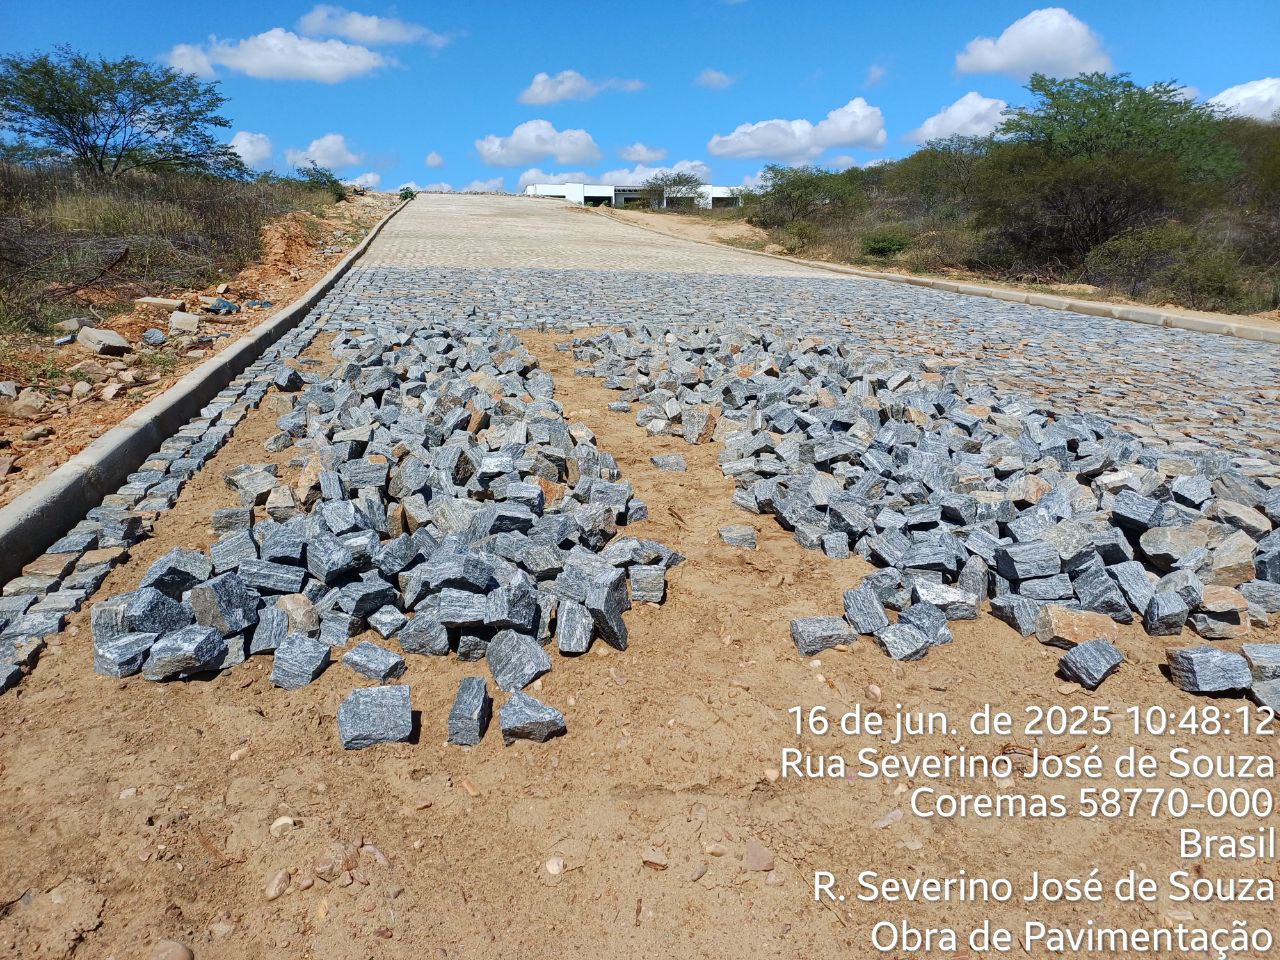 16 de jun. de 2025 10:48:12
Rua Severino José de Souza
Coremas 58770-000
Brasil
R. Severino José de Souza
Obra de Pavimentação